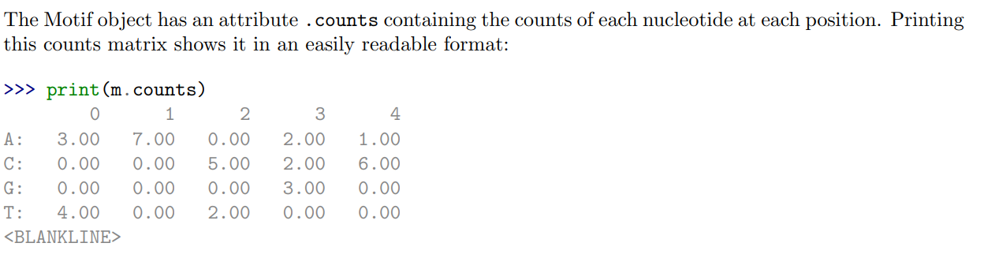 The Motif object has an attribute .counts containing the counts of each nucleotide at each position. Printing
this counts matrix shows it in an easily readable format:
>>> print(m.counts)
0 1 2 3 4
A: 3.00 7.00 0.00 2.00 1.00
C: 0.00 0.00 5.00 2.00 6.00
G: 0.00 0.00 0.00 3.00 0.00
T: 4.00 0.00 2.00 0.00 0.00
<BLANKLINE>